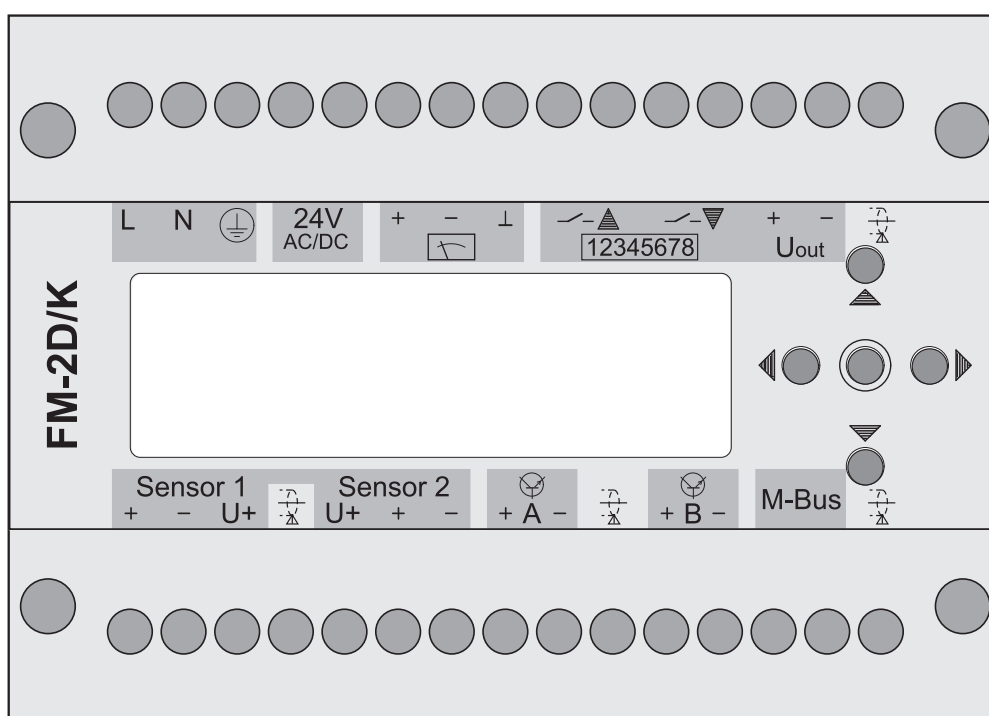 L N 24V + − ⊥ + −
AC/DC 12345678 Uout
FM-2D/K
Sensor 1 Sensor 2
+ − U+ U+ + − + A − + B − M-Bus